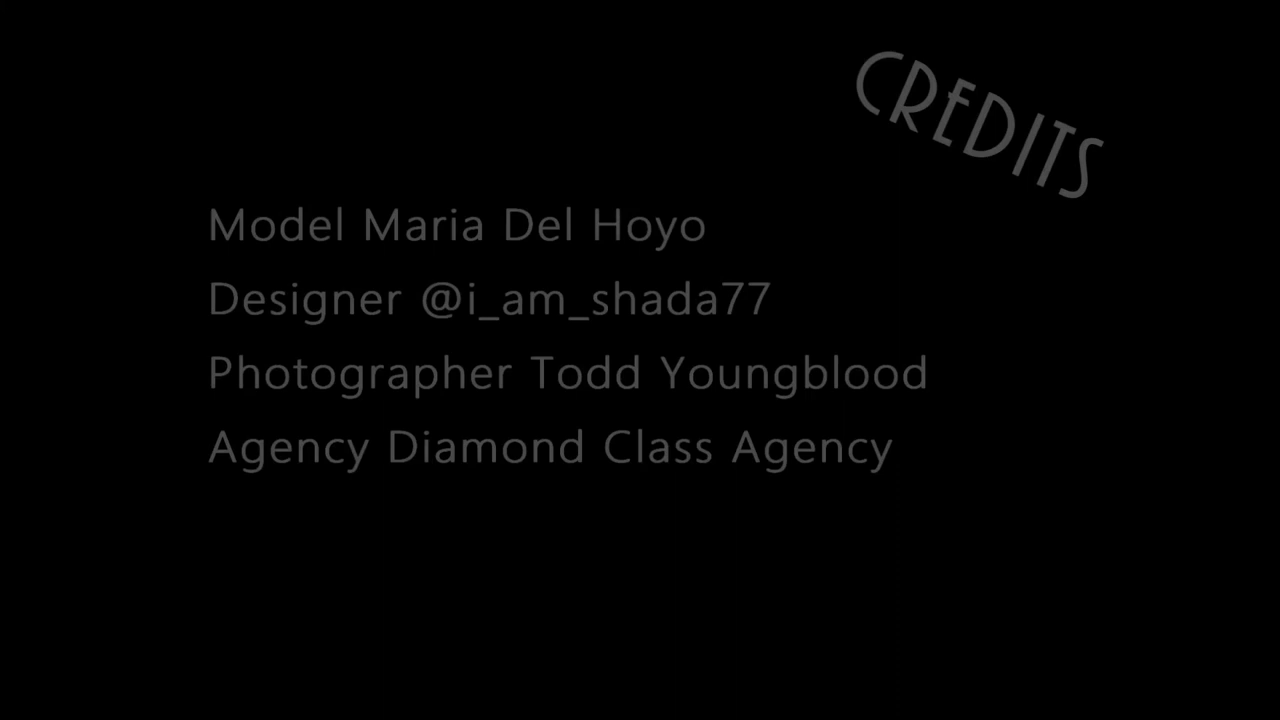 CREDITS
Model Maria Del Hoyo
Designer @i_am_shada77
Photographer Todd Youngblood
Agency Diamond Class Agency